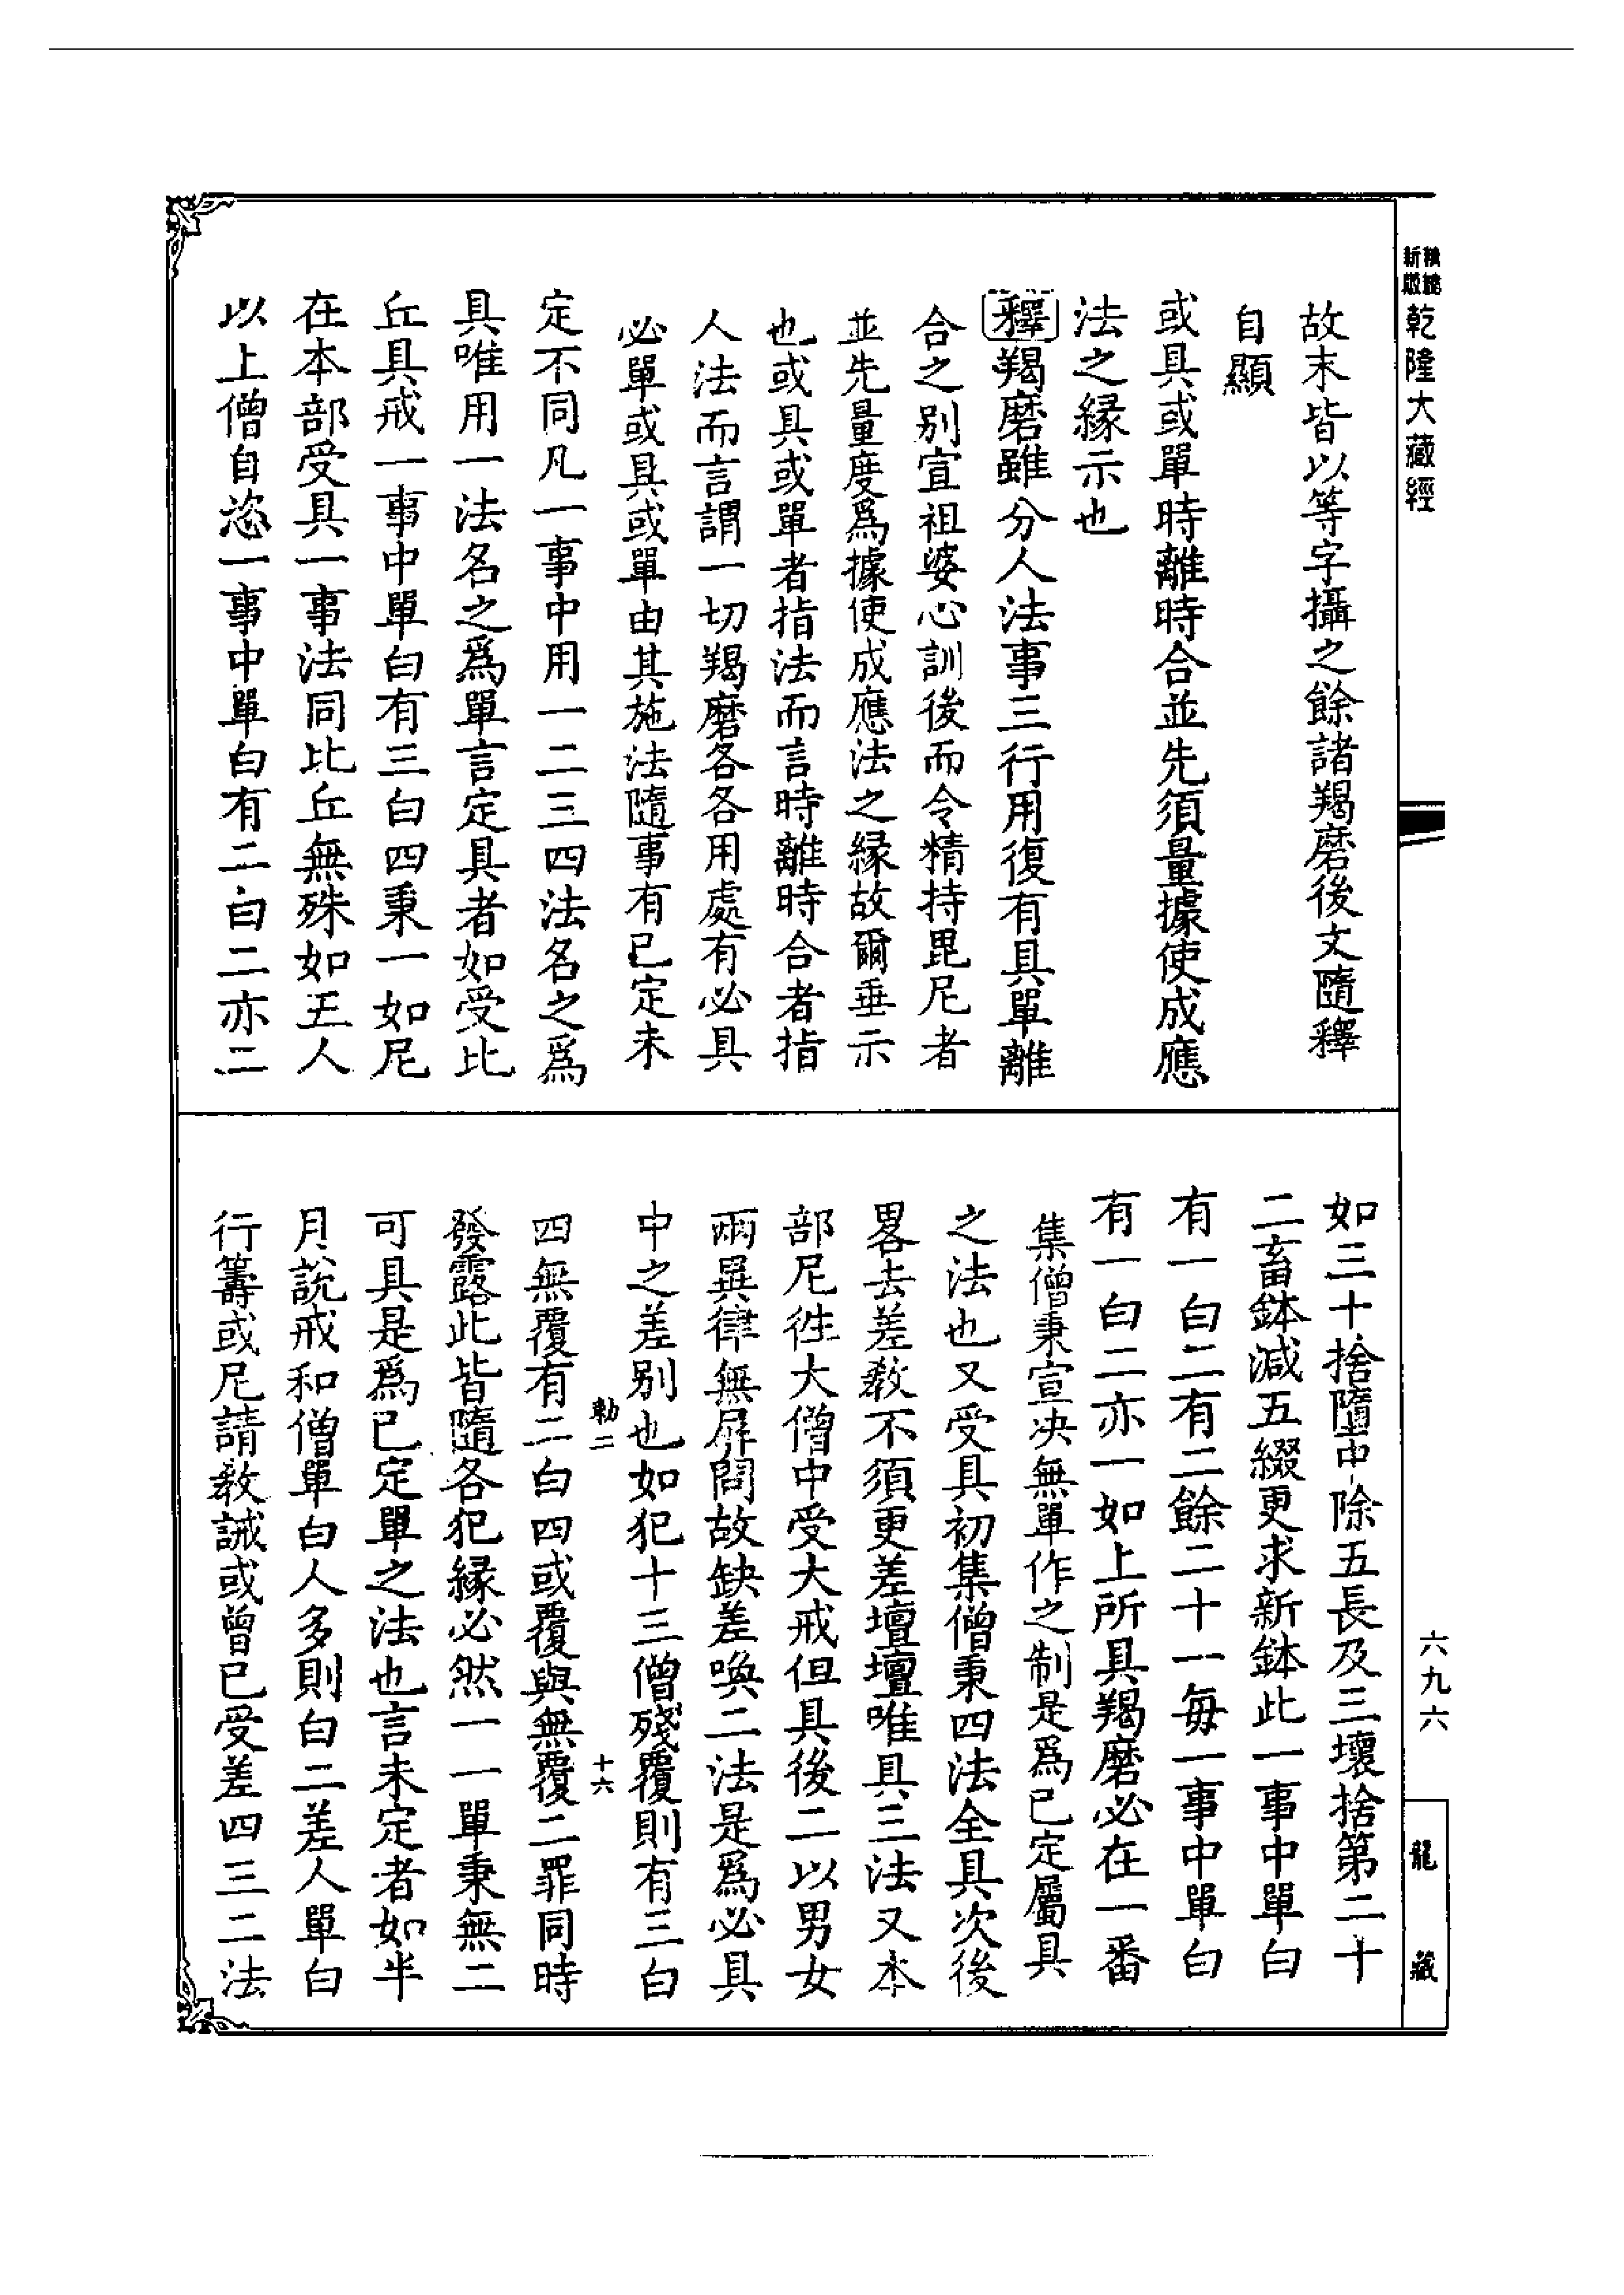 乾隆大藏經
故末皆以等字攝之餘諸羯磨後文隨釋
自顯
或具或單時離時合並先須量據使成應
法之緣示也
釋羯磨雖分人法事三行用復有具單離
合之別宣祖婆心訓後而令精持毘尼者
並先量度爲據使成應法之緣故爾垂示
也或具或單者指法而言時離時合者指
人法而言謂一切羯磨各各用處有必具
必單或具或單由其施法隨事有已定未
定不同凡一事中用一二三四法名之爲
具唯用一法名之爲單言定具者如受比
丘具戒一事中單白有三白四秉一如尼
在本部受具一事法同比丘無殊如五人
以上僧自恣一事中單白有二白二亦二
如三十捨墮中除五長及三壞捨第二十
二畜鉢減五綴更求新鉢此一事中單白
有一白二有二餘二十一每一事中單白
有一白二亦一如上所具羯磨必在一番
集僧秉宣決無單作之制是爲已定屬具
之法也又受具初集僧秉四法全具次後
畧去差教不須更差壇壇唯具三法又本
部尼徃大僧中受大戒但具後二以男女
兩異律無屏問故缺差喚二法是爲必具
中之差別也如犯十三僧殘覆則有三白
勅二 十六
四無覆有二白四或覆與無覆二罪同時
發露此皆隨各犯緣必然一一單秉無二
可具是爲已定單之法也言未定者如半
月說戒和僧單白人多則白二差人單白
行籌或尼請教誡或曾已受差四三二法
六九六
龍藏